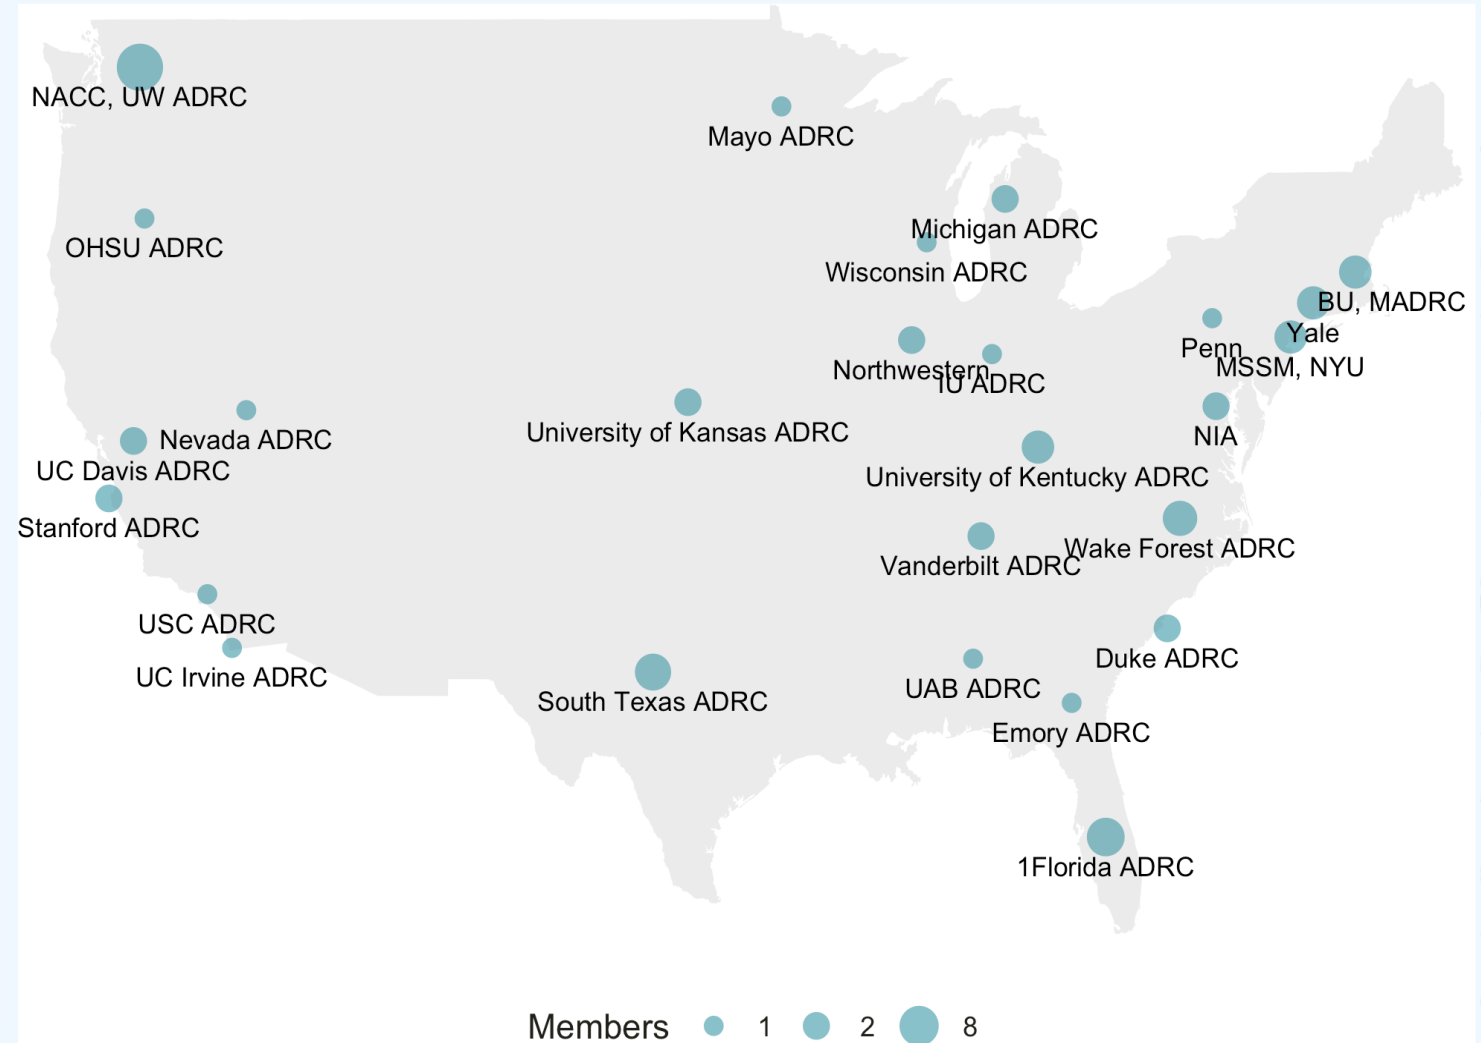 NACC, UW ADRC
Mayo ADRC
Michigan ADRC
OHSU ADRC
Wisconsin ADRC
BU, MADRC
Yale
Penn
MSSM, NYU
Northwestern
IU ADRC
University of Kansas ADRC
NIA
Nevada ADRC
UC Davis ADRC
University of Kentucky ADRC
Stanford ADRC
Wake Forest ADRC
Vanderbilt ADRC
USC ADRC
Duke ADRC
UC Irvine ADRC
UAB ADRC
South Texas ADRC
Emory ADRC
1Florida ADRC
Members 1 2 8